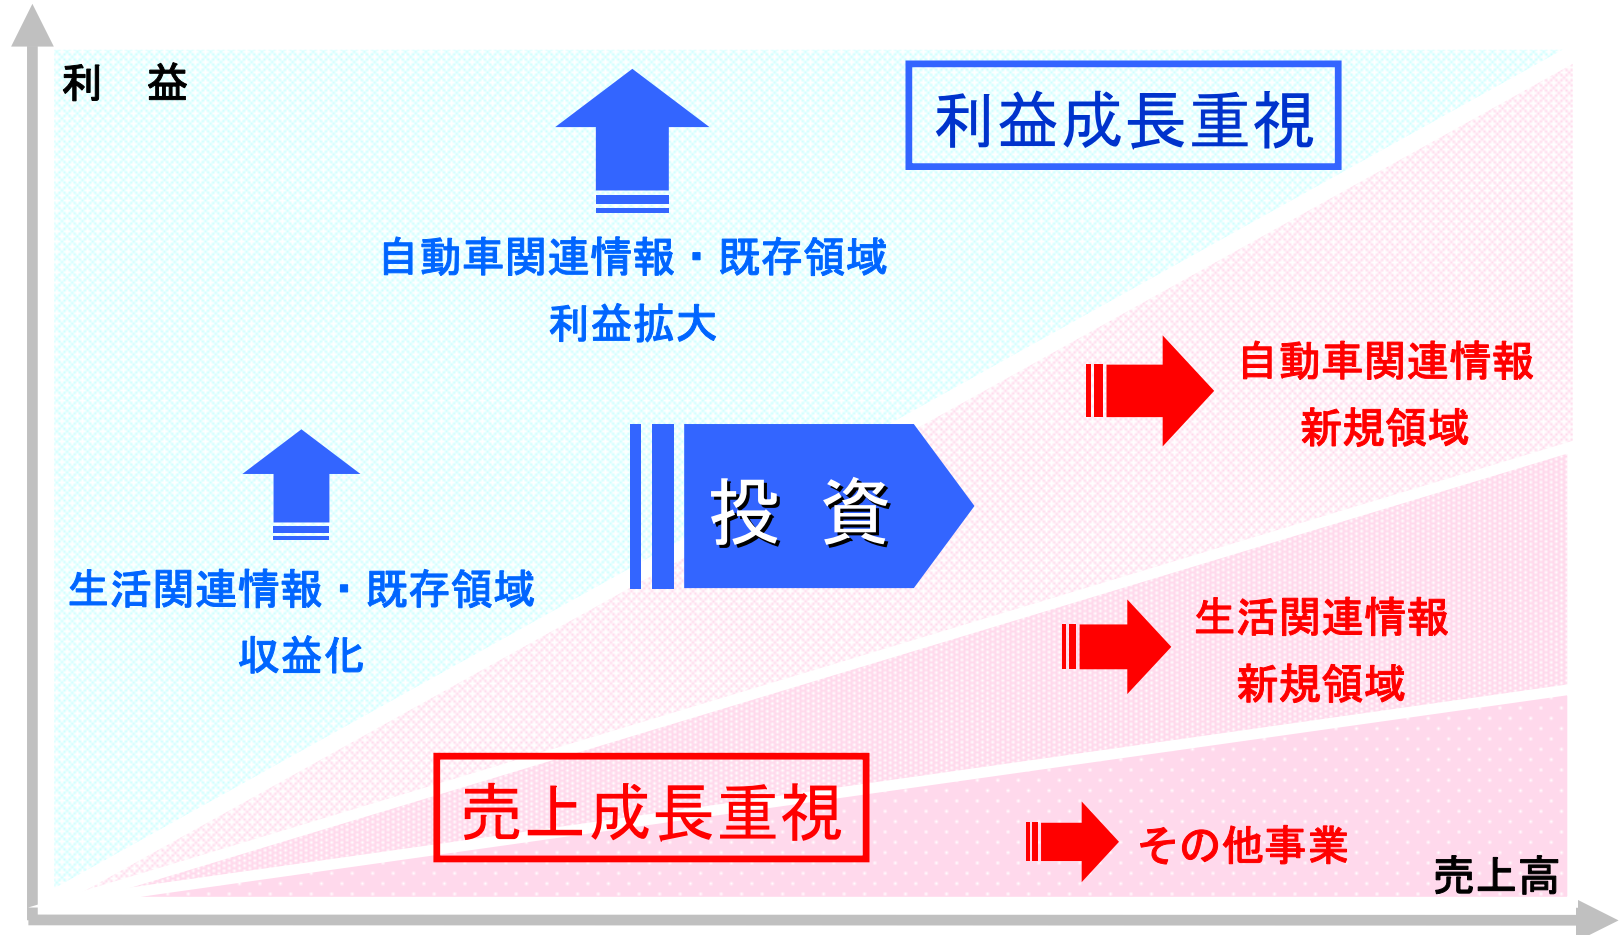 利　益
利益成長重視
自動車関連情報・既存領域
利益拡大
自動車関連情報
新規領域
投 資
生活関連情報・既存領域
収益化
生活関連情報
新規領域
売上成長重視
その他事業
売上高